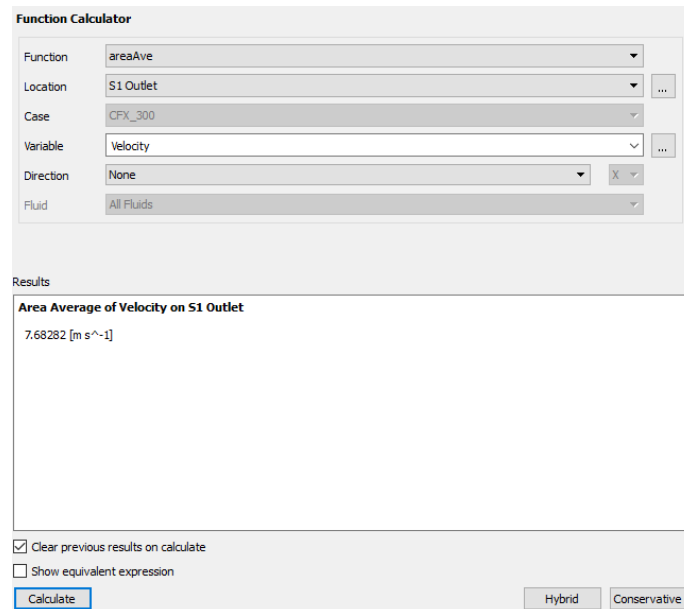 Function Calculator
Function areaAve
Location S1 Outlet ...
Case CFX_300
Variable Velocity ...
Direction None X
Fluid All Fluids
Results
Area Average of Velocity on S1 Outlet
7.68282 [m s^-1]
Clear previous results on calculate
Show equivalent expression
Calculate Hybrid Conservative